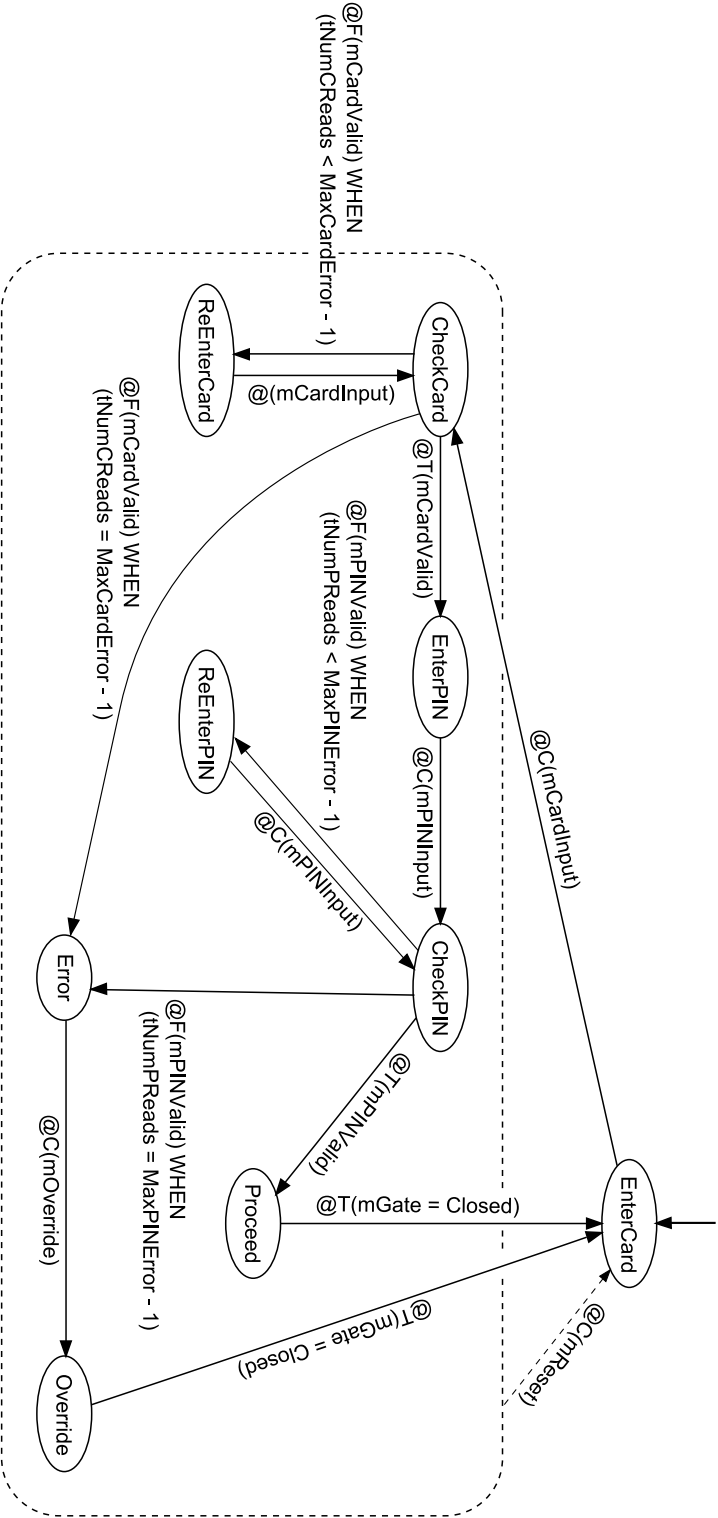 EnterCard
@C(mReset)
@C(mCardInput)
@T(mGate = Closed)
@T(mGate = Closed)
CheckCard
@T(mCardValid)
EnterPIN
@C(mPINInput)
CheckPIN
@F(mCardValid) WHEN
(tNumCReads < MaxCardError - 1)
@(mCardInput)
@F(mPINValid) WHEN
(tNumPReads < MaxPINError - 1)
@C(mPINInput)
@T(mPINValid)
ReEnterCard
ReEnterPIN
Proceed
@F(mCardValid) WHEN
(tNumCReads = MaxCardError - 1)
@F(mPINValid) WHEN
(tNumPReads = MaxPINError - 1)
Error
@C(mOverride)
Override